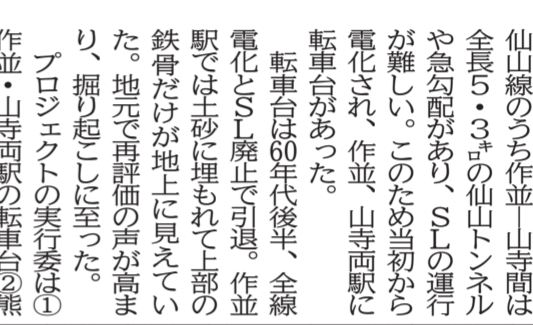 仙山線のうち作並―山寺間は
全長５・３㌔の仙山トンネル
や急勾配があり、ＳＬの運行
が難しい。このため当初から
電化され、作並、山寺両駅に
転車台があった。
　転車台は60年代後半、全線
電化とＳＬ廃止で引退。作並
駅では土砂に埋もれて上部の
鉄骨だけが地上に見えてい
た。地元で再評価の声が高ま
り、掘り起こしに至った。
　プロジェクトの実行委は①
作並・山寺両駅の転車台②熊